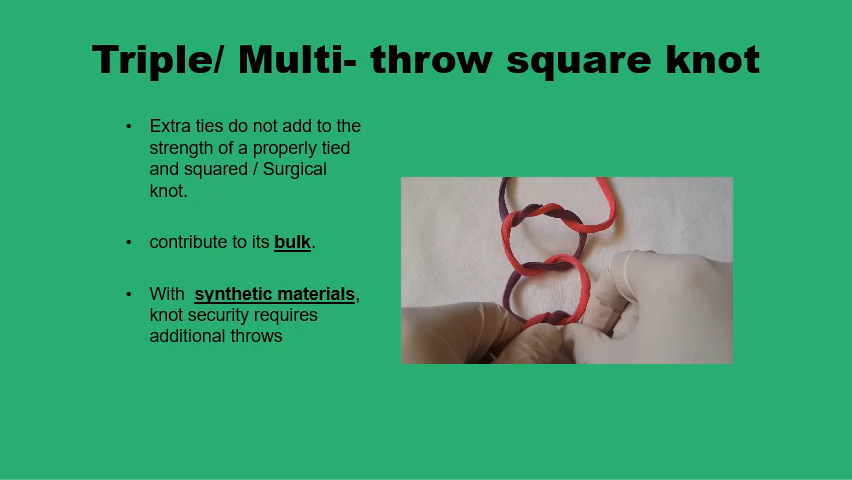 Triple/ Multi- throw square knot
• Extra ties do not add to the
strength of a properly tied
and squared / Surgical
knot.
• contribute to its bulk.
• With synthetic materials,
knot security requires
additional throws